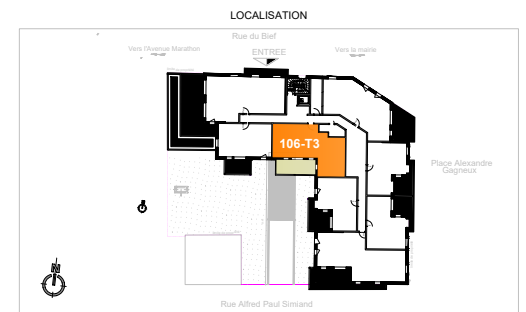 LOCALISATION
Rue du Bief
Vers l'Avenue Marathon
ENTREE
Vers la mairie
106-T3
Place Alexandre
Gagneux
N
Rue Alfred Paul Simiand